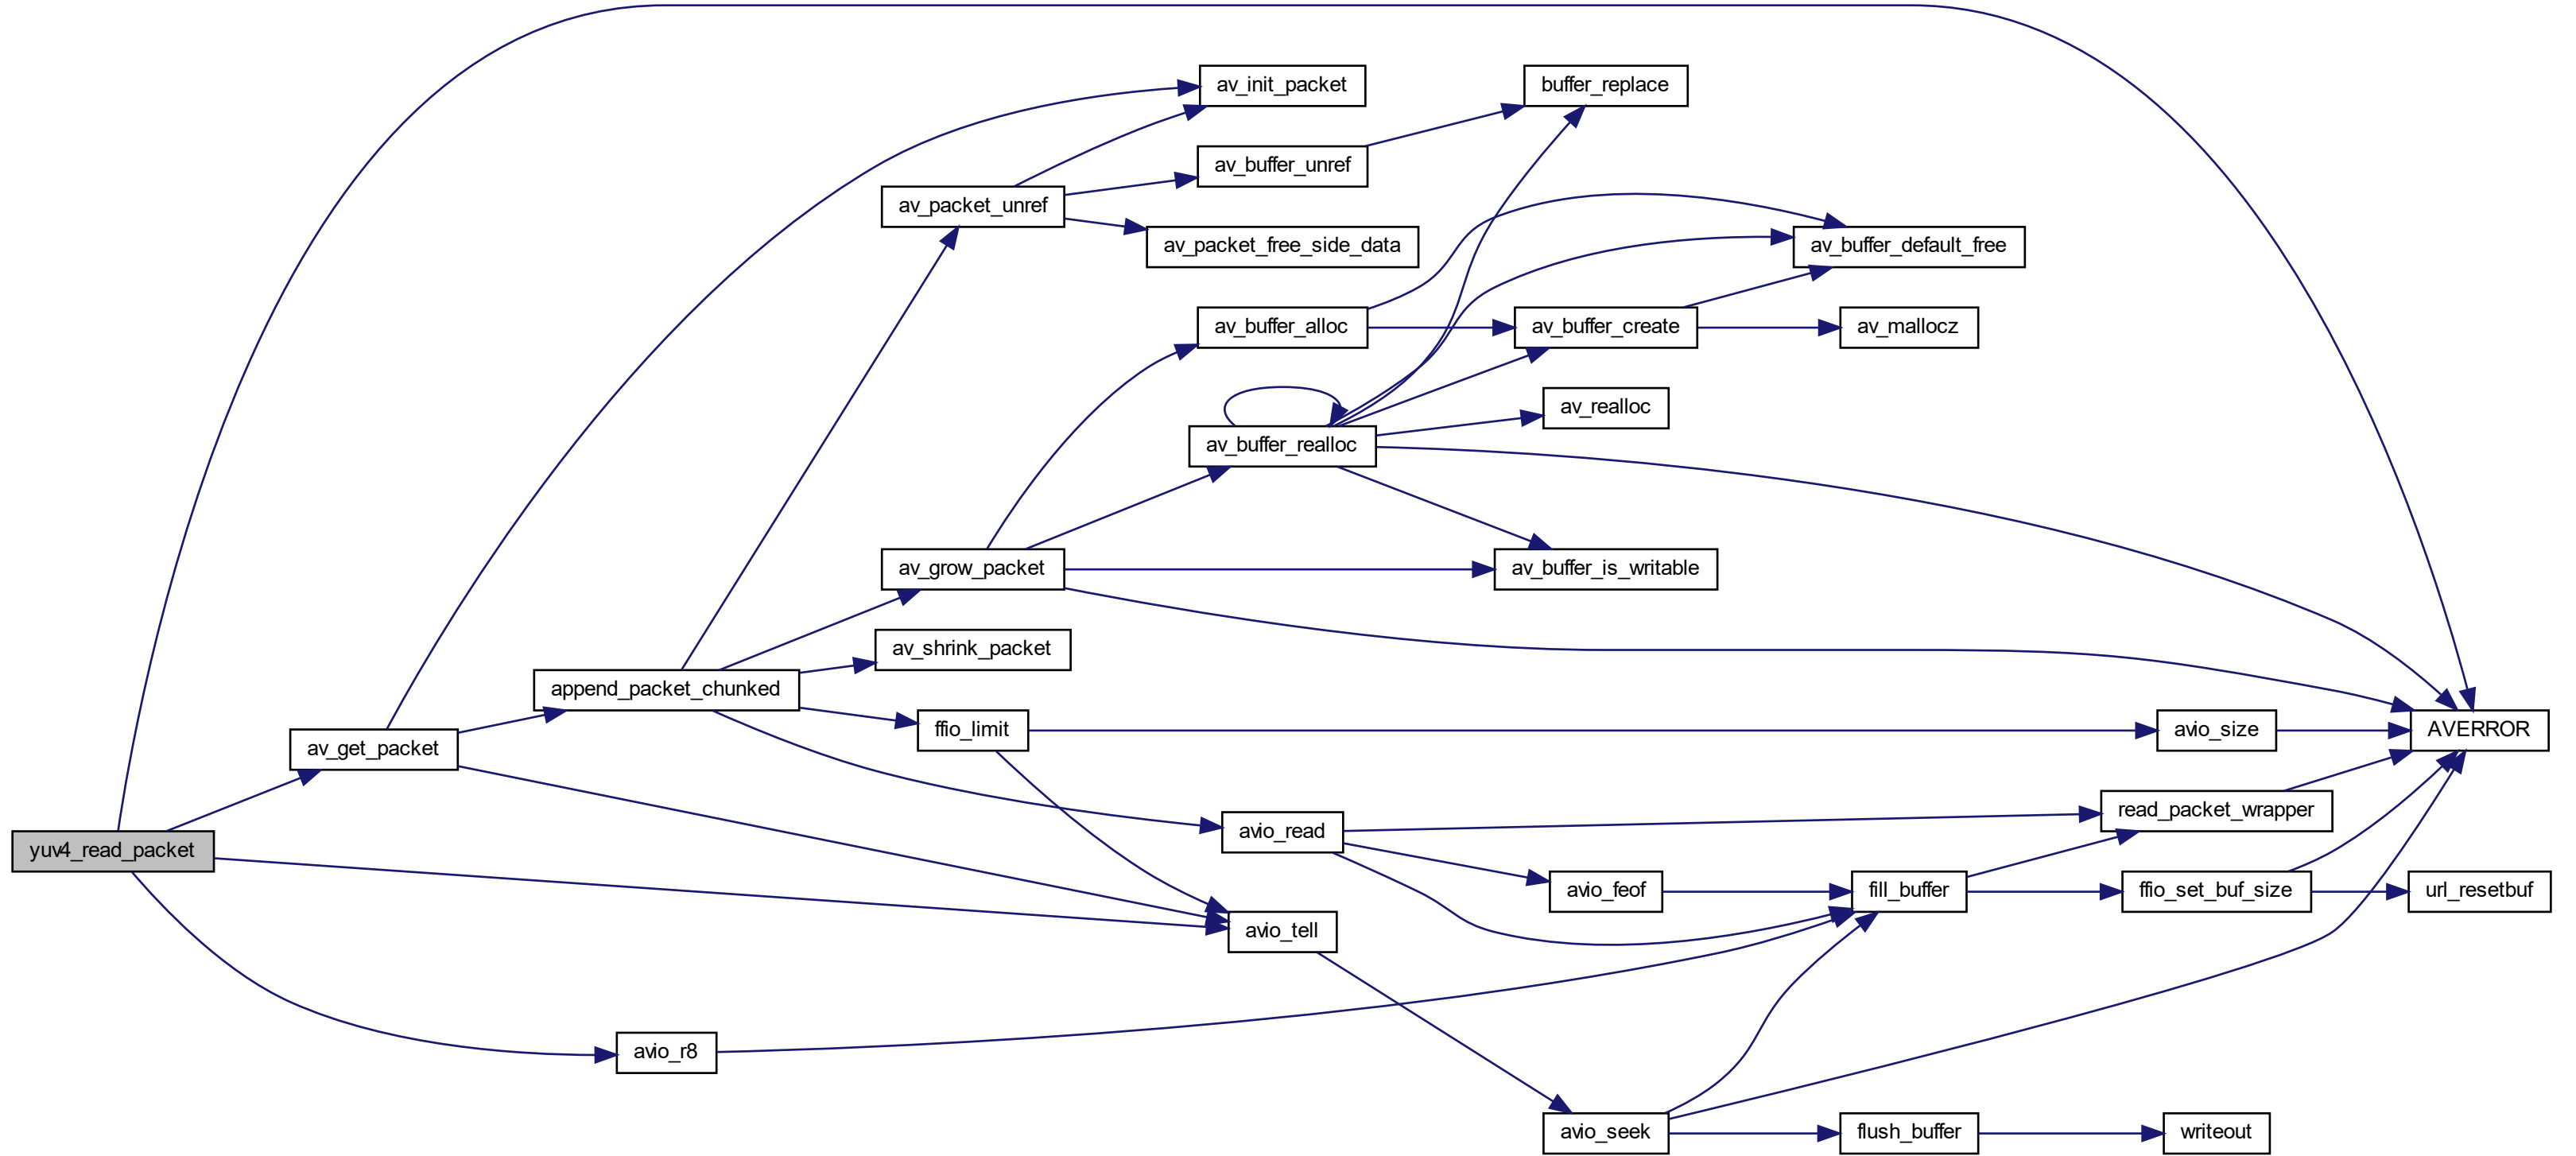 yuv4_read_packet
av_get_packet
append_packet_chunked
avio_r8
av_packet_unref
av_grow_packet
av_shrink_packet
ffio_limit
av_init_packet
av_buffer_unref
av_packet_free_side_data
av_buffer_alloc
av_buffer_realloc
avio_read
avio_tell
buffer_replace
av_buffer_create
av_realloc
av_buffer_is_writable
avio_feof
avio_seek
av_buffer_default_free
av_mallocz
fill_buffer
flush_buffer
avio_size
read_packet_wrapper
ffio_set_buf_size
writeout
AVERROR
url_resetbuf